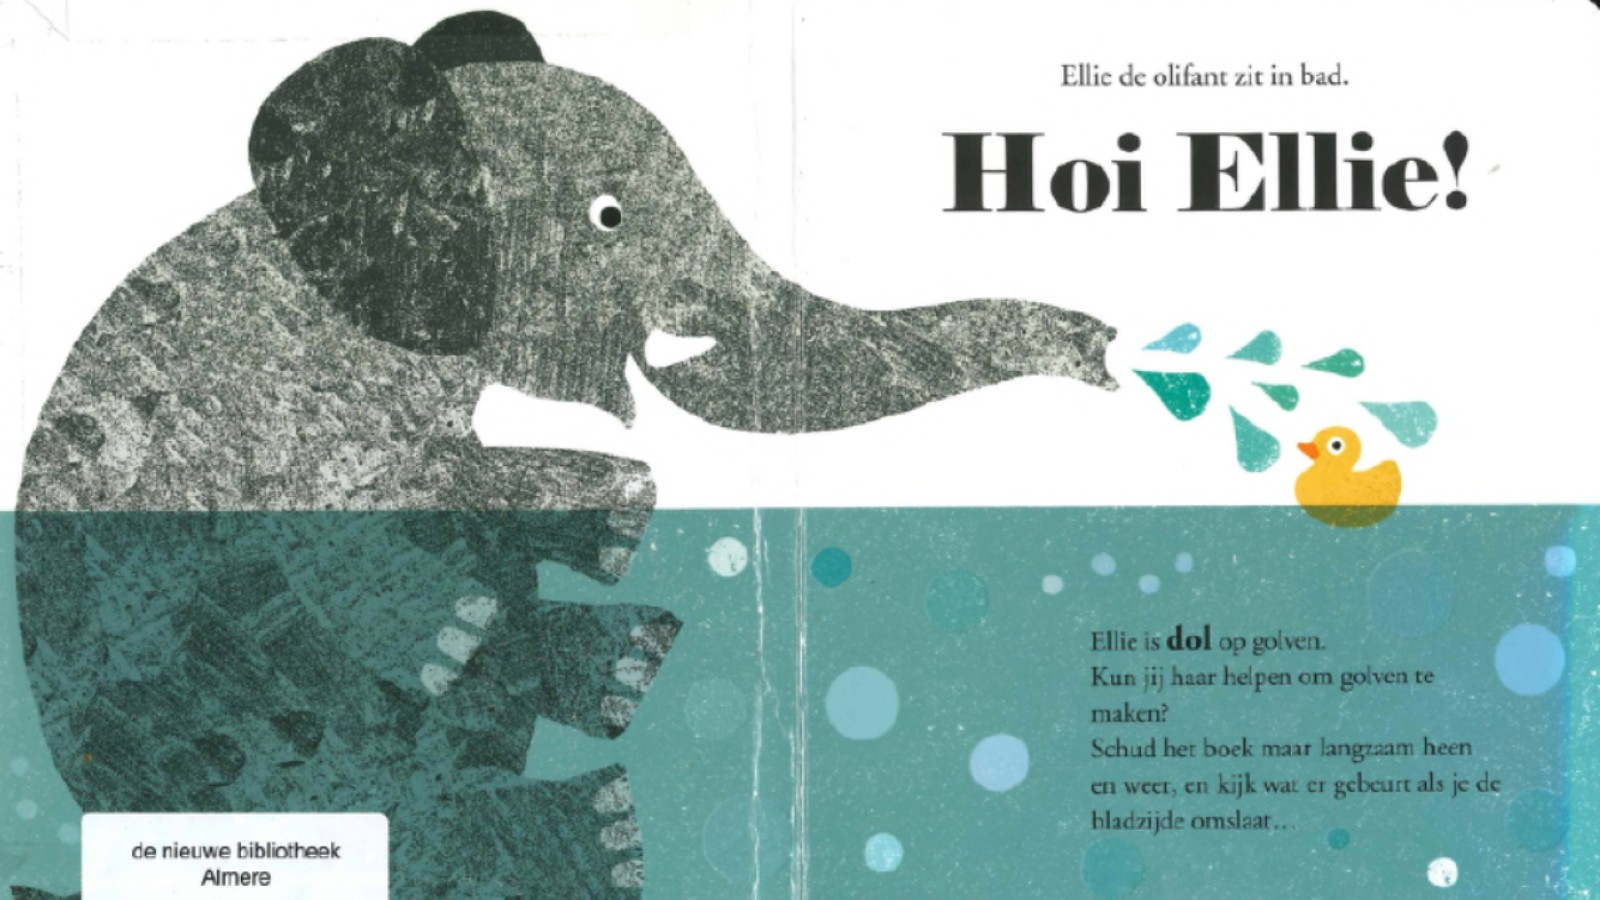 Ellie de olifant zit in bad.
Hoi Ellie!
Ellie is dol op golven.
Kun jij haar helpen om golven te
maken?
Schud het boek maar langzaam heen
en weer, en kijk wat er gebeurt als je de
bladzijde omslaat...
de nieuwe bibliotheek
Almere